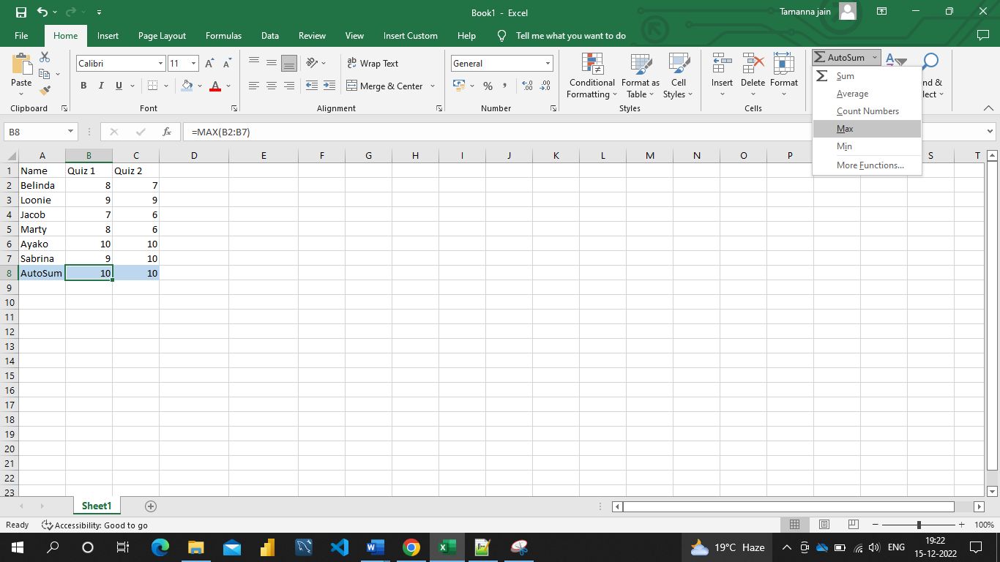 Book1 - Excel
Tamanna jain
File Home Insert Page Layout Formulas Data Review View Insert Custom Help Tell me what you want to do
Paste
Clipboard
Calibri 11
B I U A
Font
Wrap Text
Merge & Center
Alignment
General
% ,
Number
Conditional Formatting
Format as Table
Cell Styles
Styles
Insert Delete Format
Cells
AutoSum
Sum
Average
Count Numbers
Max
Min
More Functions...
B8 fx =MAX(B2:B7)
A B C D E F G H I J K L M N O P S T
1 Name Quiz 1 Quiz 2
2 Belinda 8 7
3 Loonie 9 9
4 Jacob 7 6
5 Marty 8 6
6 Ayako 10 10
7 Sabrina 9 10
8 AutoSum 10 10
9
10
11
12
13
14
15
16
17
18
19
20
21
22
23
Sheet1
Ready Accessibility: Good to go 100%
19°C Haze ENG 19:22
15-12-2022